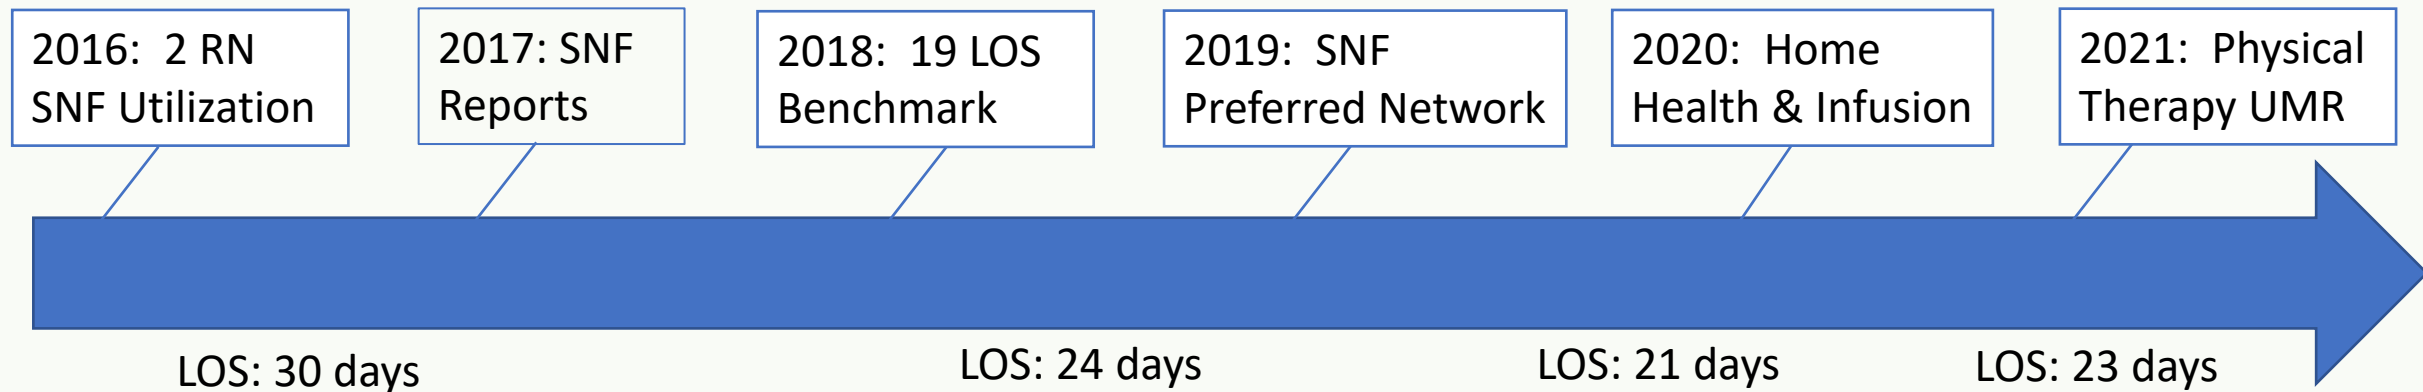 2016:  2 RN
SNF Utilization
2017: SNF
Reports
2018:  19 LOS
Benchmark
2019:  SNF
Preferred Network
2020:  Home
Health & Infusion
2021:  Physical
Therapy UMR
LOS: 30 days
LOS: 24 days
LOS: 21 days
LOS: 23 days